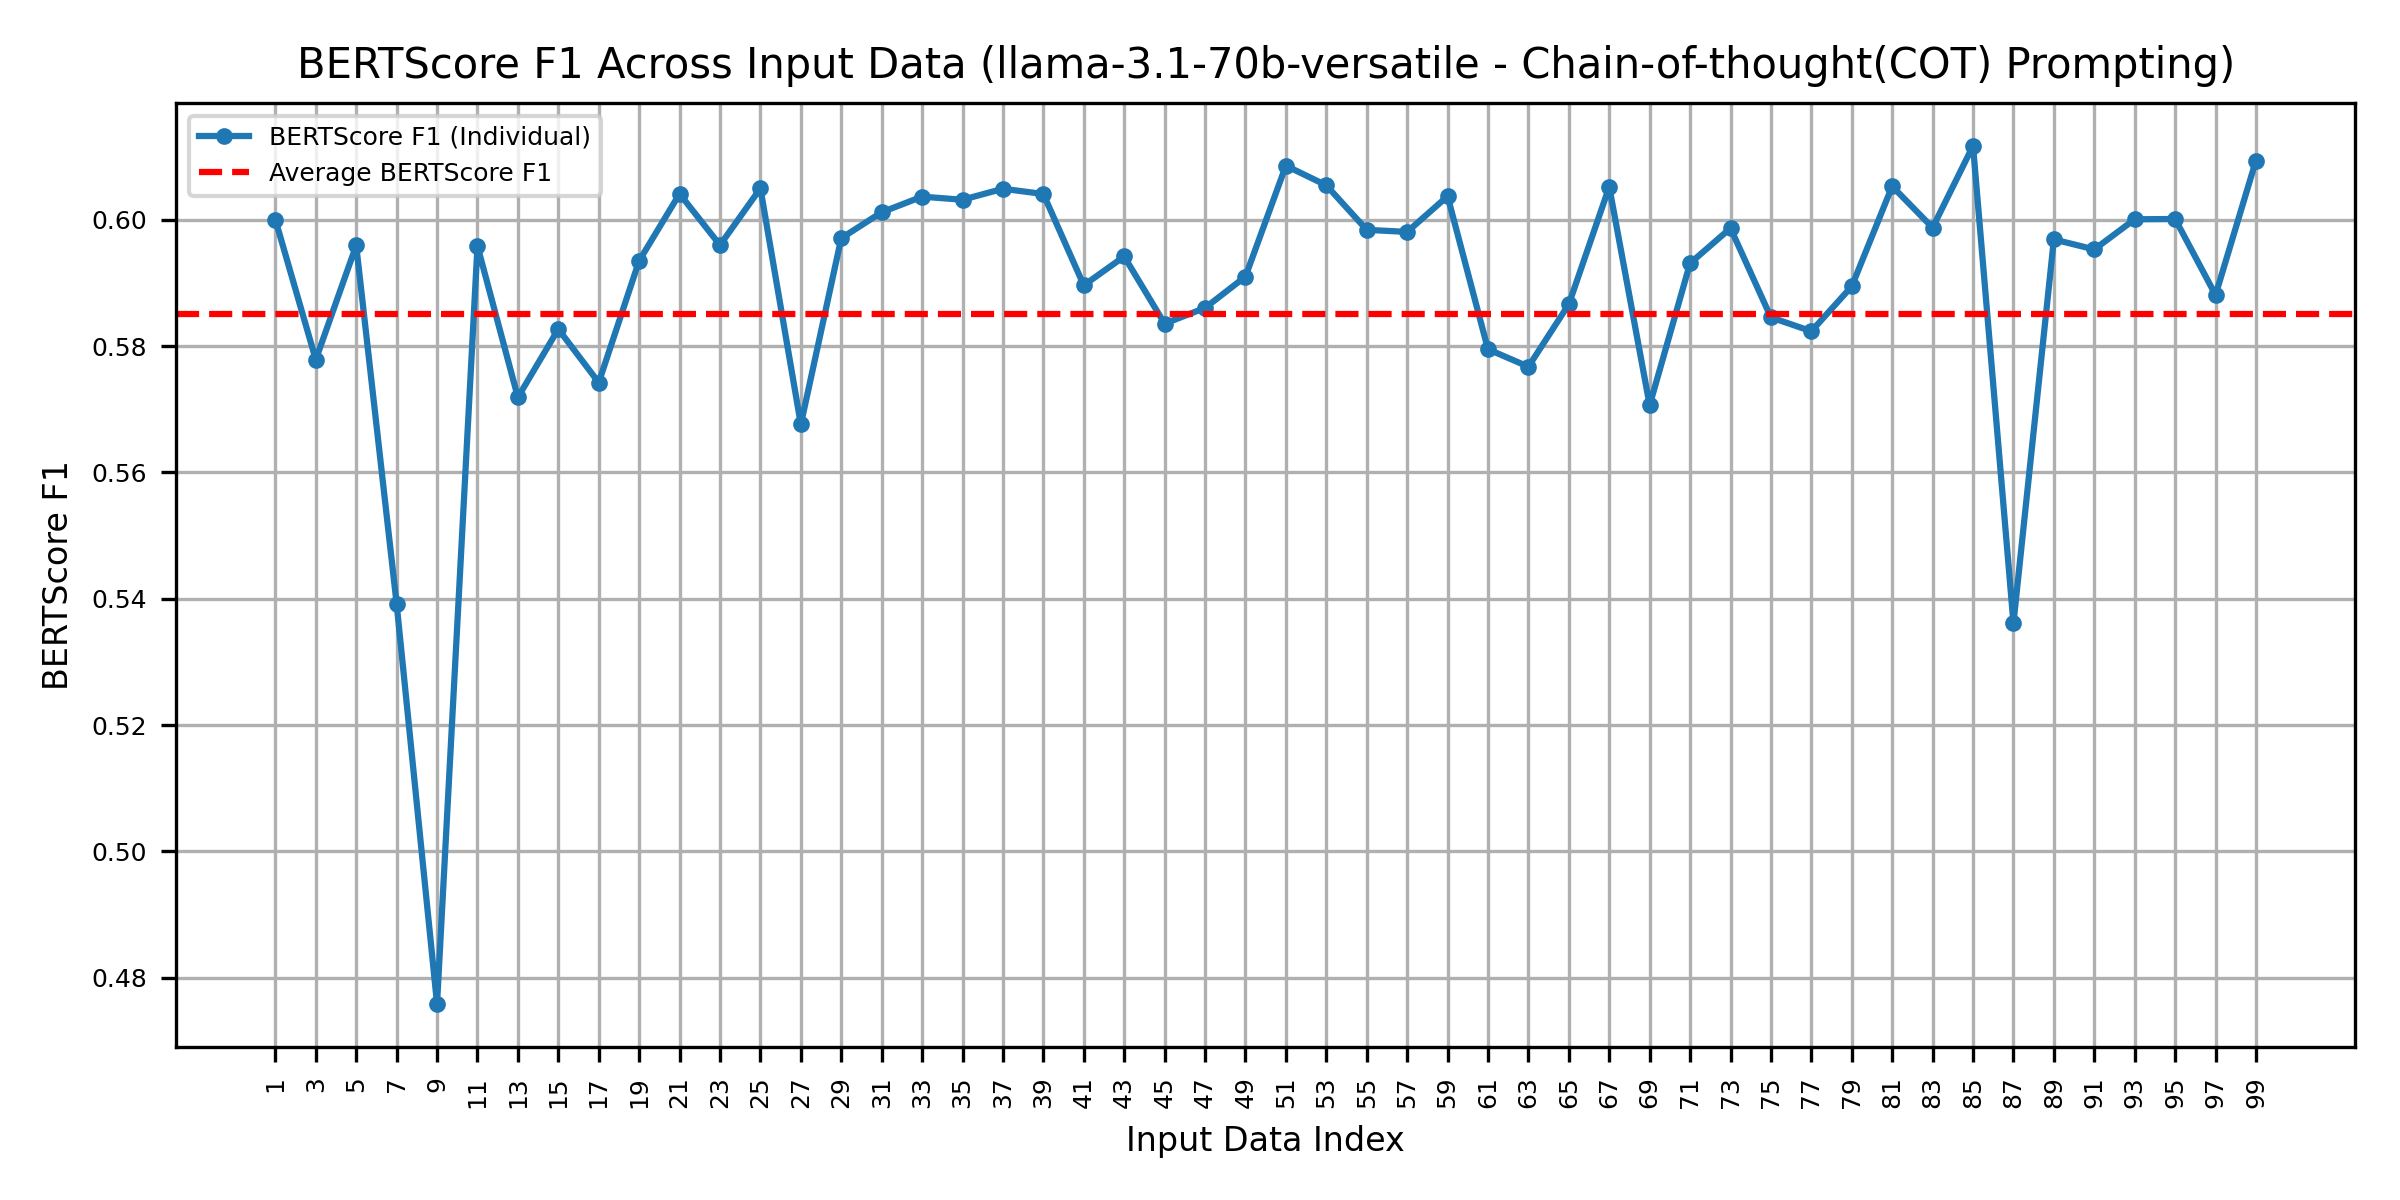 BERTScore F1 Across Input Data (llama-3.1-70b-versatile - Chain-of-thought(COT) Prompting)
BERTScore F1 (Individual)
Average BERTScore F1
BERTScore F1
0.60
0.58
0.56
0.54
0.52
0.50
0.48
1 3 5 7 9 11 13 15 17 19 21 23 25 27 29 31 33 35 37 39 41 43 45 47 49 51 53 55 57 59 61 63 65 67 69 71 73 75 77 79 81 83 85 87 89 91 93 95 97 99
Input Data Index